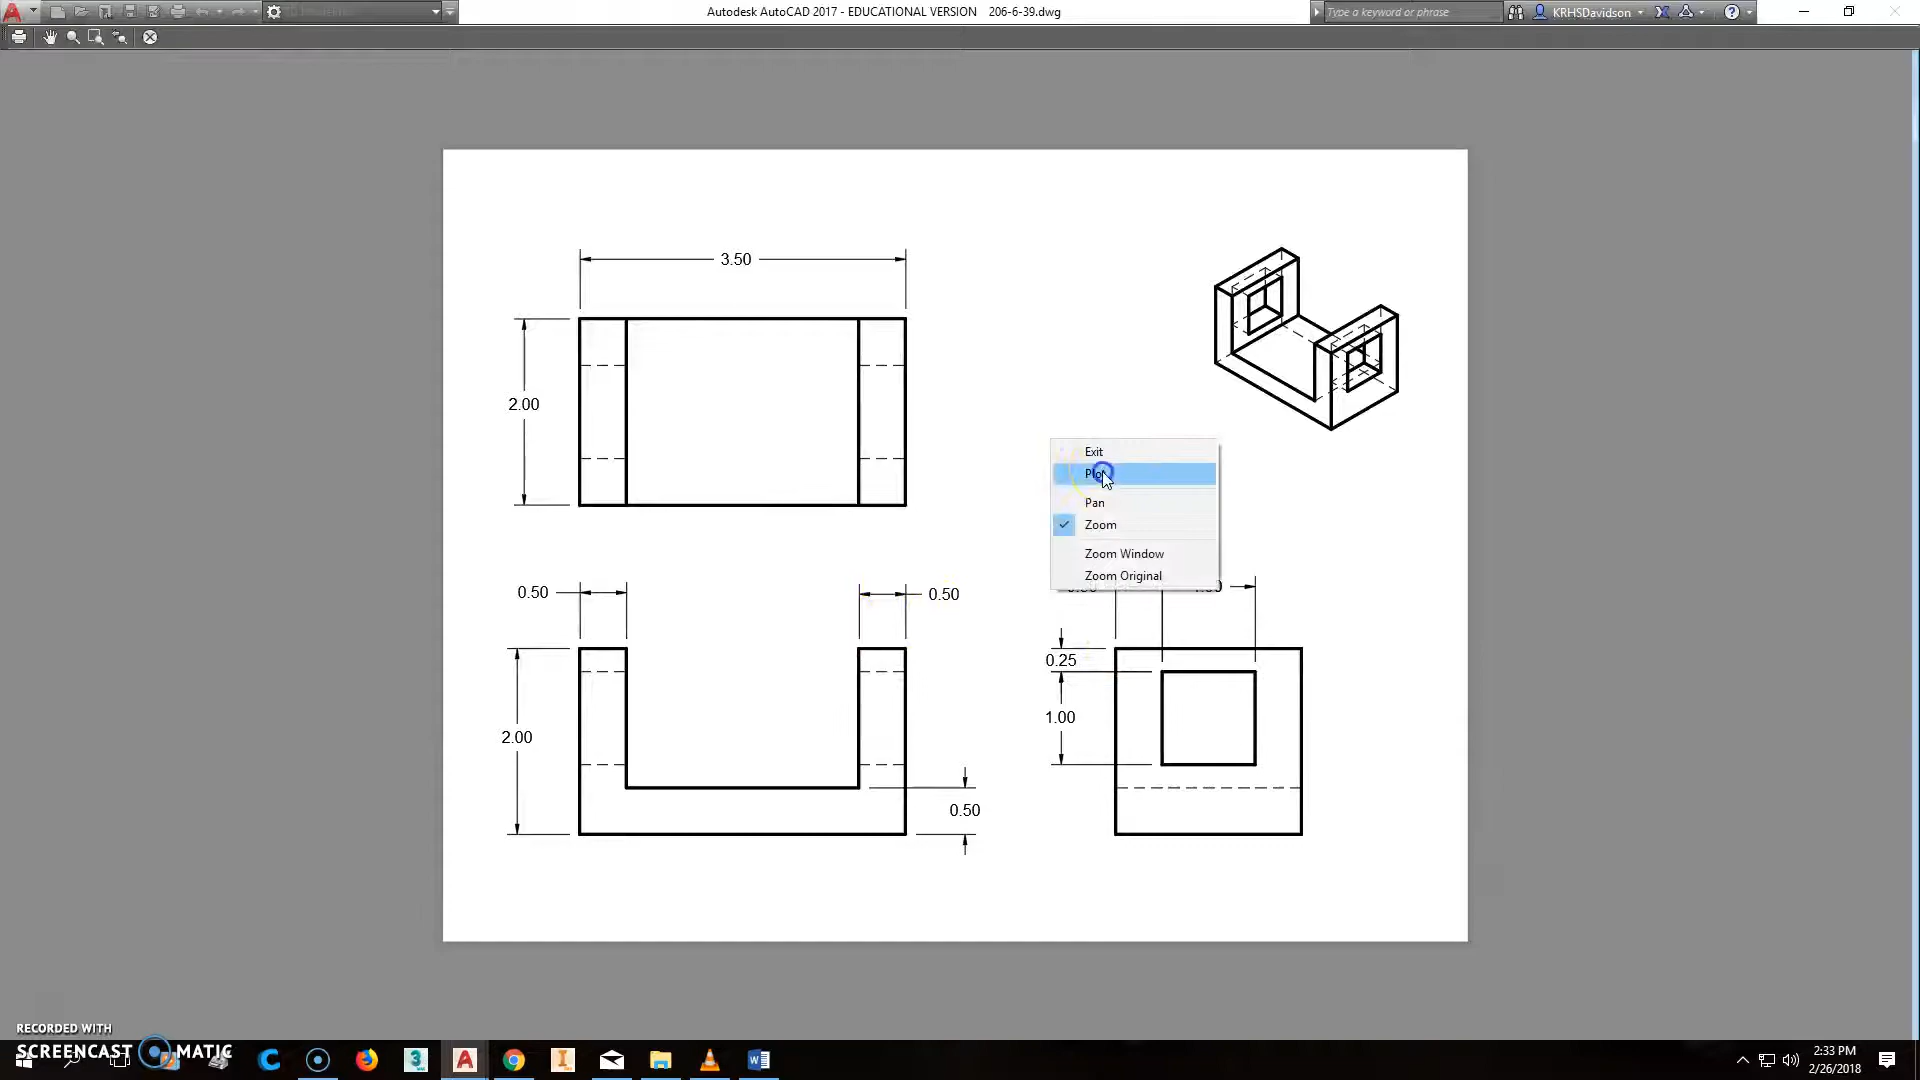 Autodesk AutoCAD 2017 - EDUCATIONAL VERSION 206-6-39.dwg
Type a keyword or phrase
KRHSDavidson
3.50
2.00
Exit
Pan
Zoom
Zoom Window
Zoom Original
0.50
0.50
0.25
1.00
2.00
0.50
RECORDED WITH
SCREENCAST MATIC
2:33 PM
2/26/2018